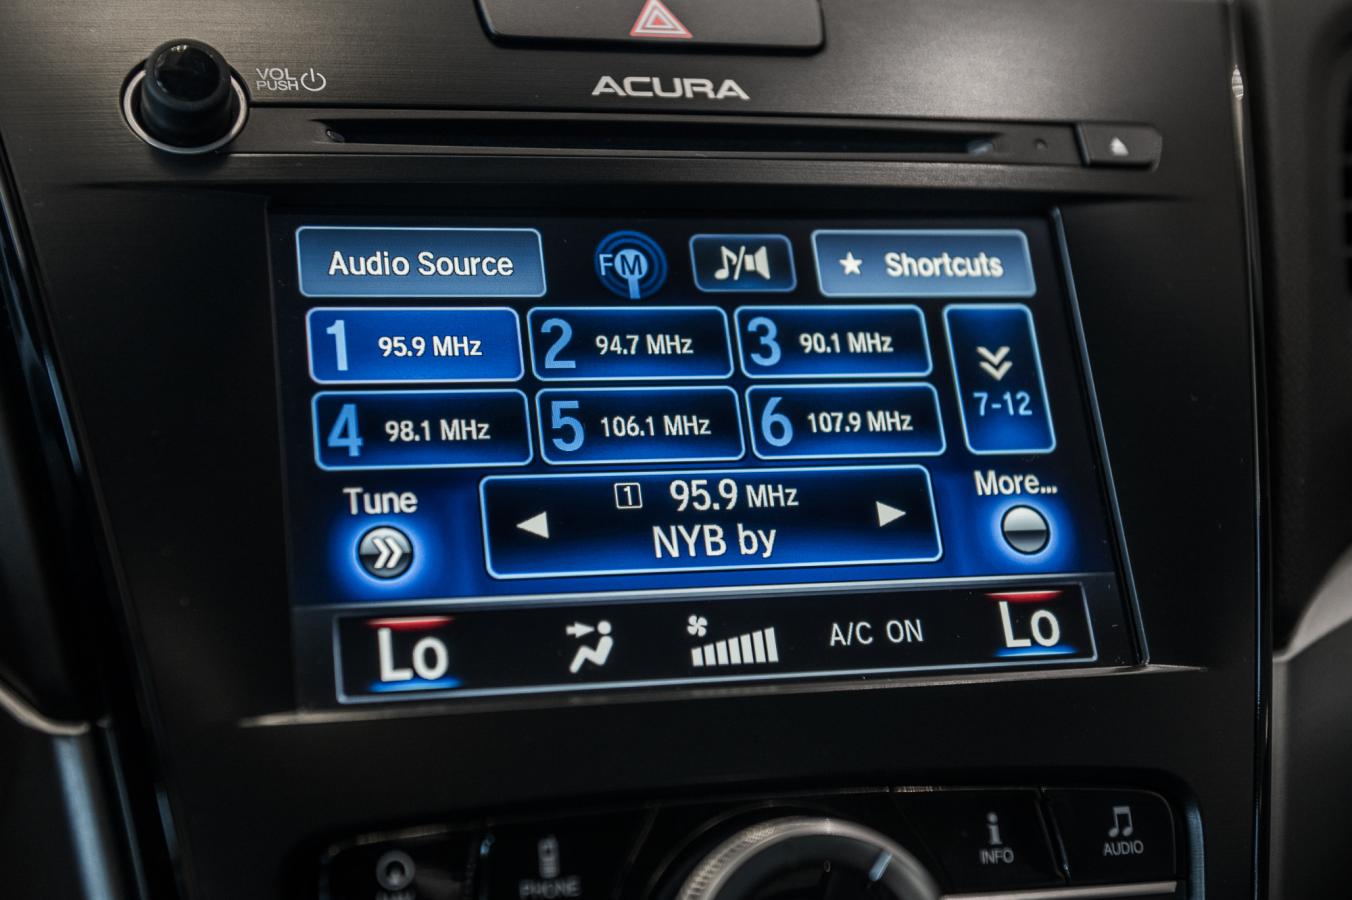 VOL
PUSH
ACURA
Audio Source
FM
Shortcuts
1 95.9 MHz
2 94.7 MHz
3 90.1 MHz
7-12
4 98.1 MHz
5 106.1 MHz
6 107.9 MHz
Tune
1 95.9 MHz
NYB by
More...
Lo
A/C ON
Lo
PHONE
INFO
AUDIO